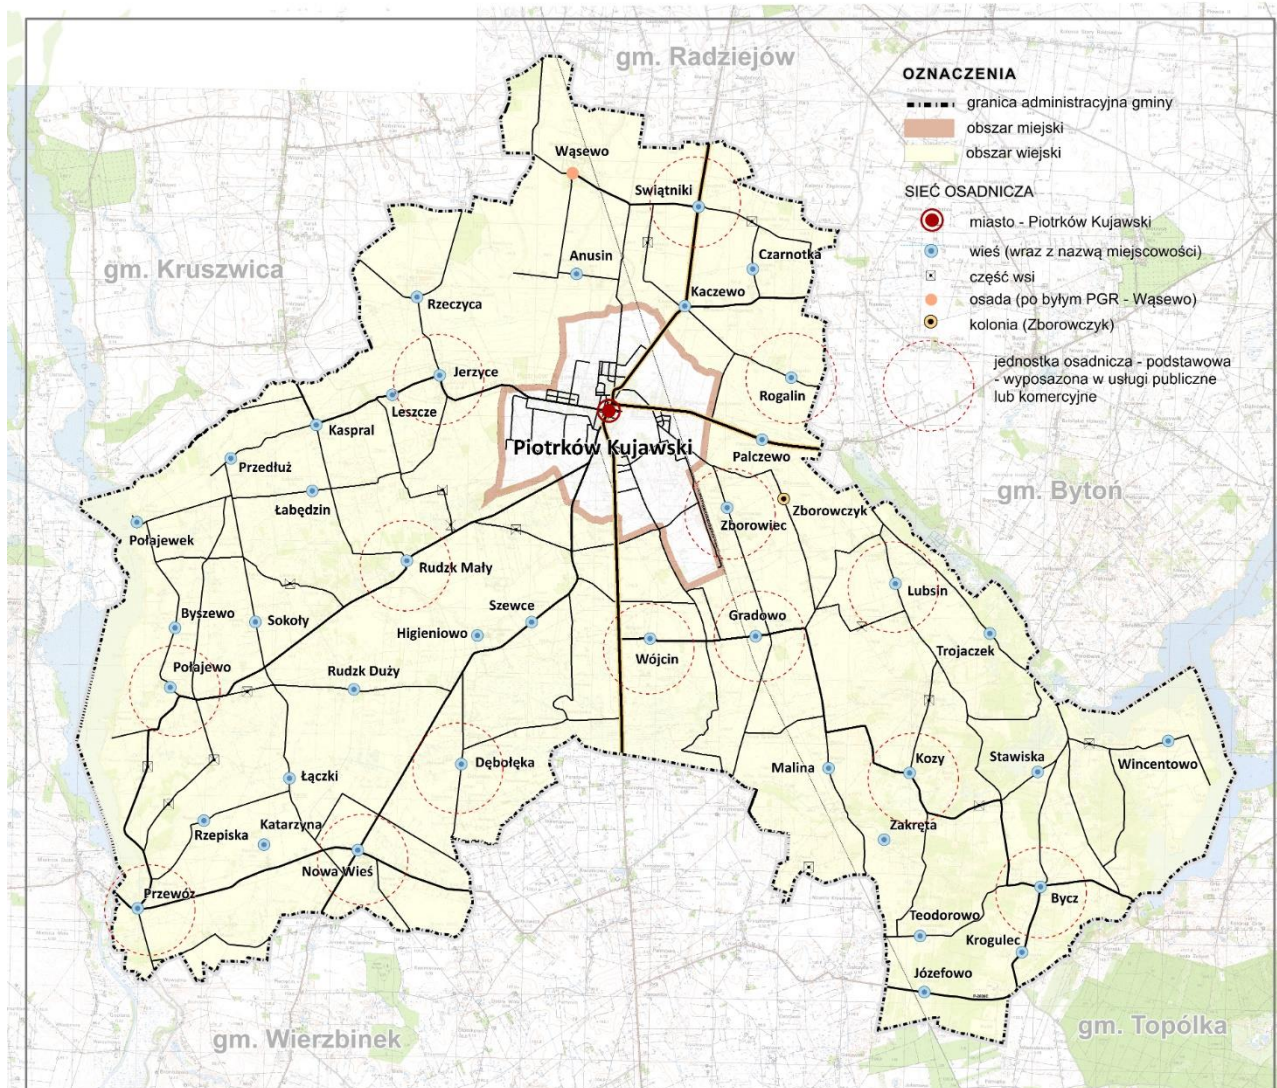 gm. Radziejów
OZNACZENIA
granica administracyjna gminy
obszar miejski
obszar wiejski
SIEĆ OSADNICZA
miasto - Piotrków Kujawski
wieś (wraz z nazwą miejscowości)
część wsi
osada (po byłym PGR - Wąsewo)
kolonia (Zborowczyk)
jednostka osadnicza - podstawowa
- wyposazona w usługi publiczne
lub komercyjne
Wąsewo
Swiątniki
Czarnotka
Anusin
gm. Kruszwica
Rzeczyca
Kaczewo
Jerzyce
Rogalin
Leszcze
Kaspral
Piotrków Kujawski
Palczewo
Przedłuż
gm. Bytoń
Łabędzin
Zborowczyk
Zborowiec
Połajewek
Rudzk Mały
Lubsin
Szewce
Byszewo
Sokoły
Higieniowo
Gradowo
Wójcin
Trojaczek
Połajewo
Rudzk Duży
Dębołęka
Malina
Kozy
Stawiska
Wincentowo
Łączki
Rzepiska
Katarzyna
Zakręta
Nowa Wieś
Przewóz
Bycz
Teodorowo
Krogulec
Józefowo
gm. Wierzbinek
gm. Topólka